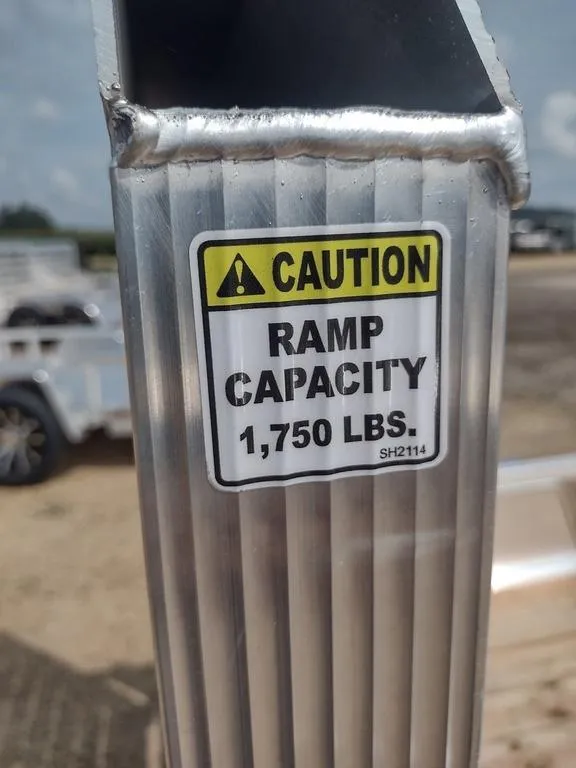 CAUTION
RAMP
CAPACITY
1,750 LBS.
SH2114